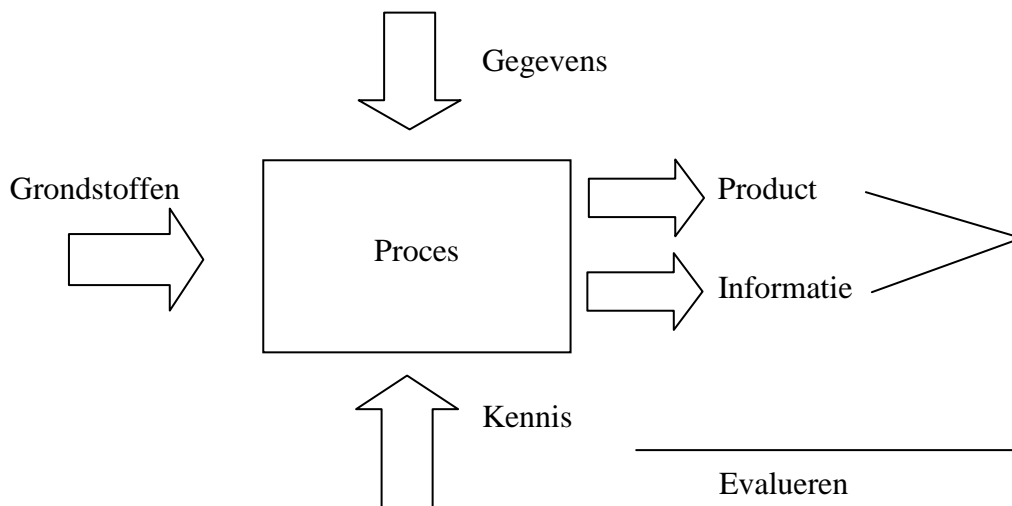 Gegevens
Grondstoffen
Product
Proces
Informatie
Kennis
Evalueren